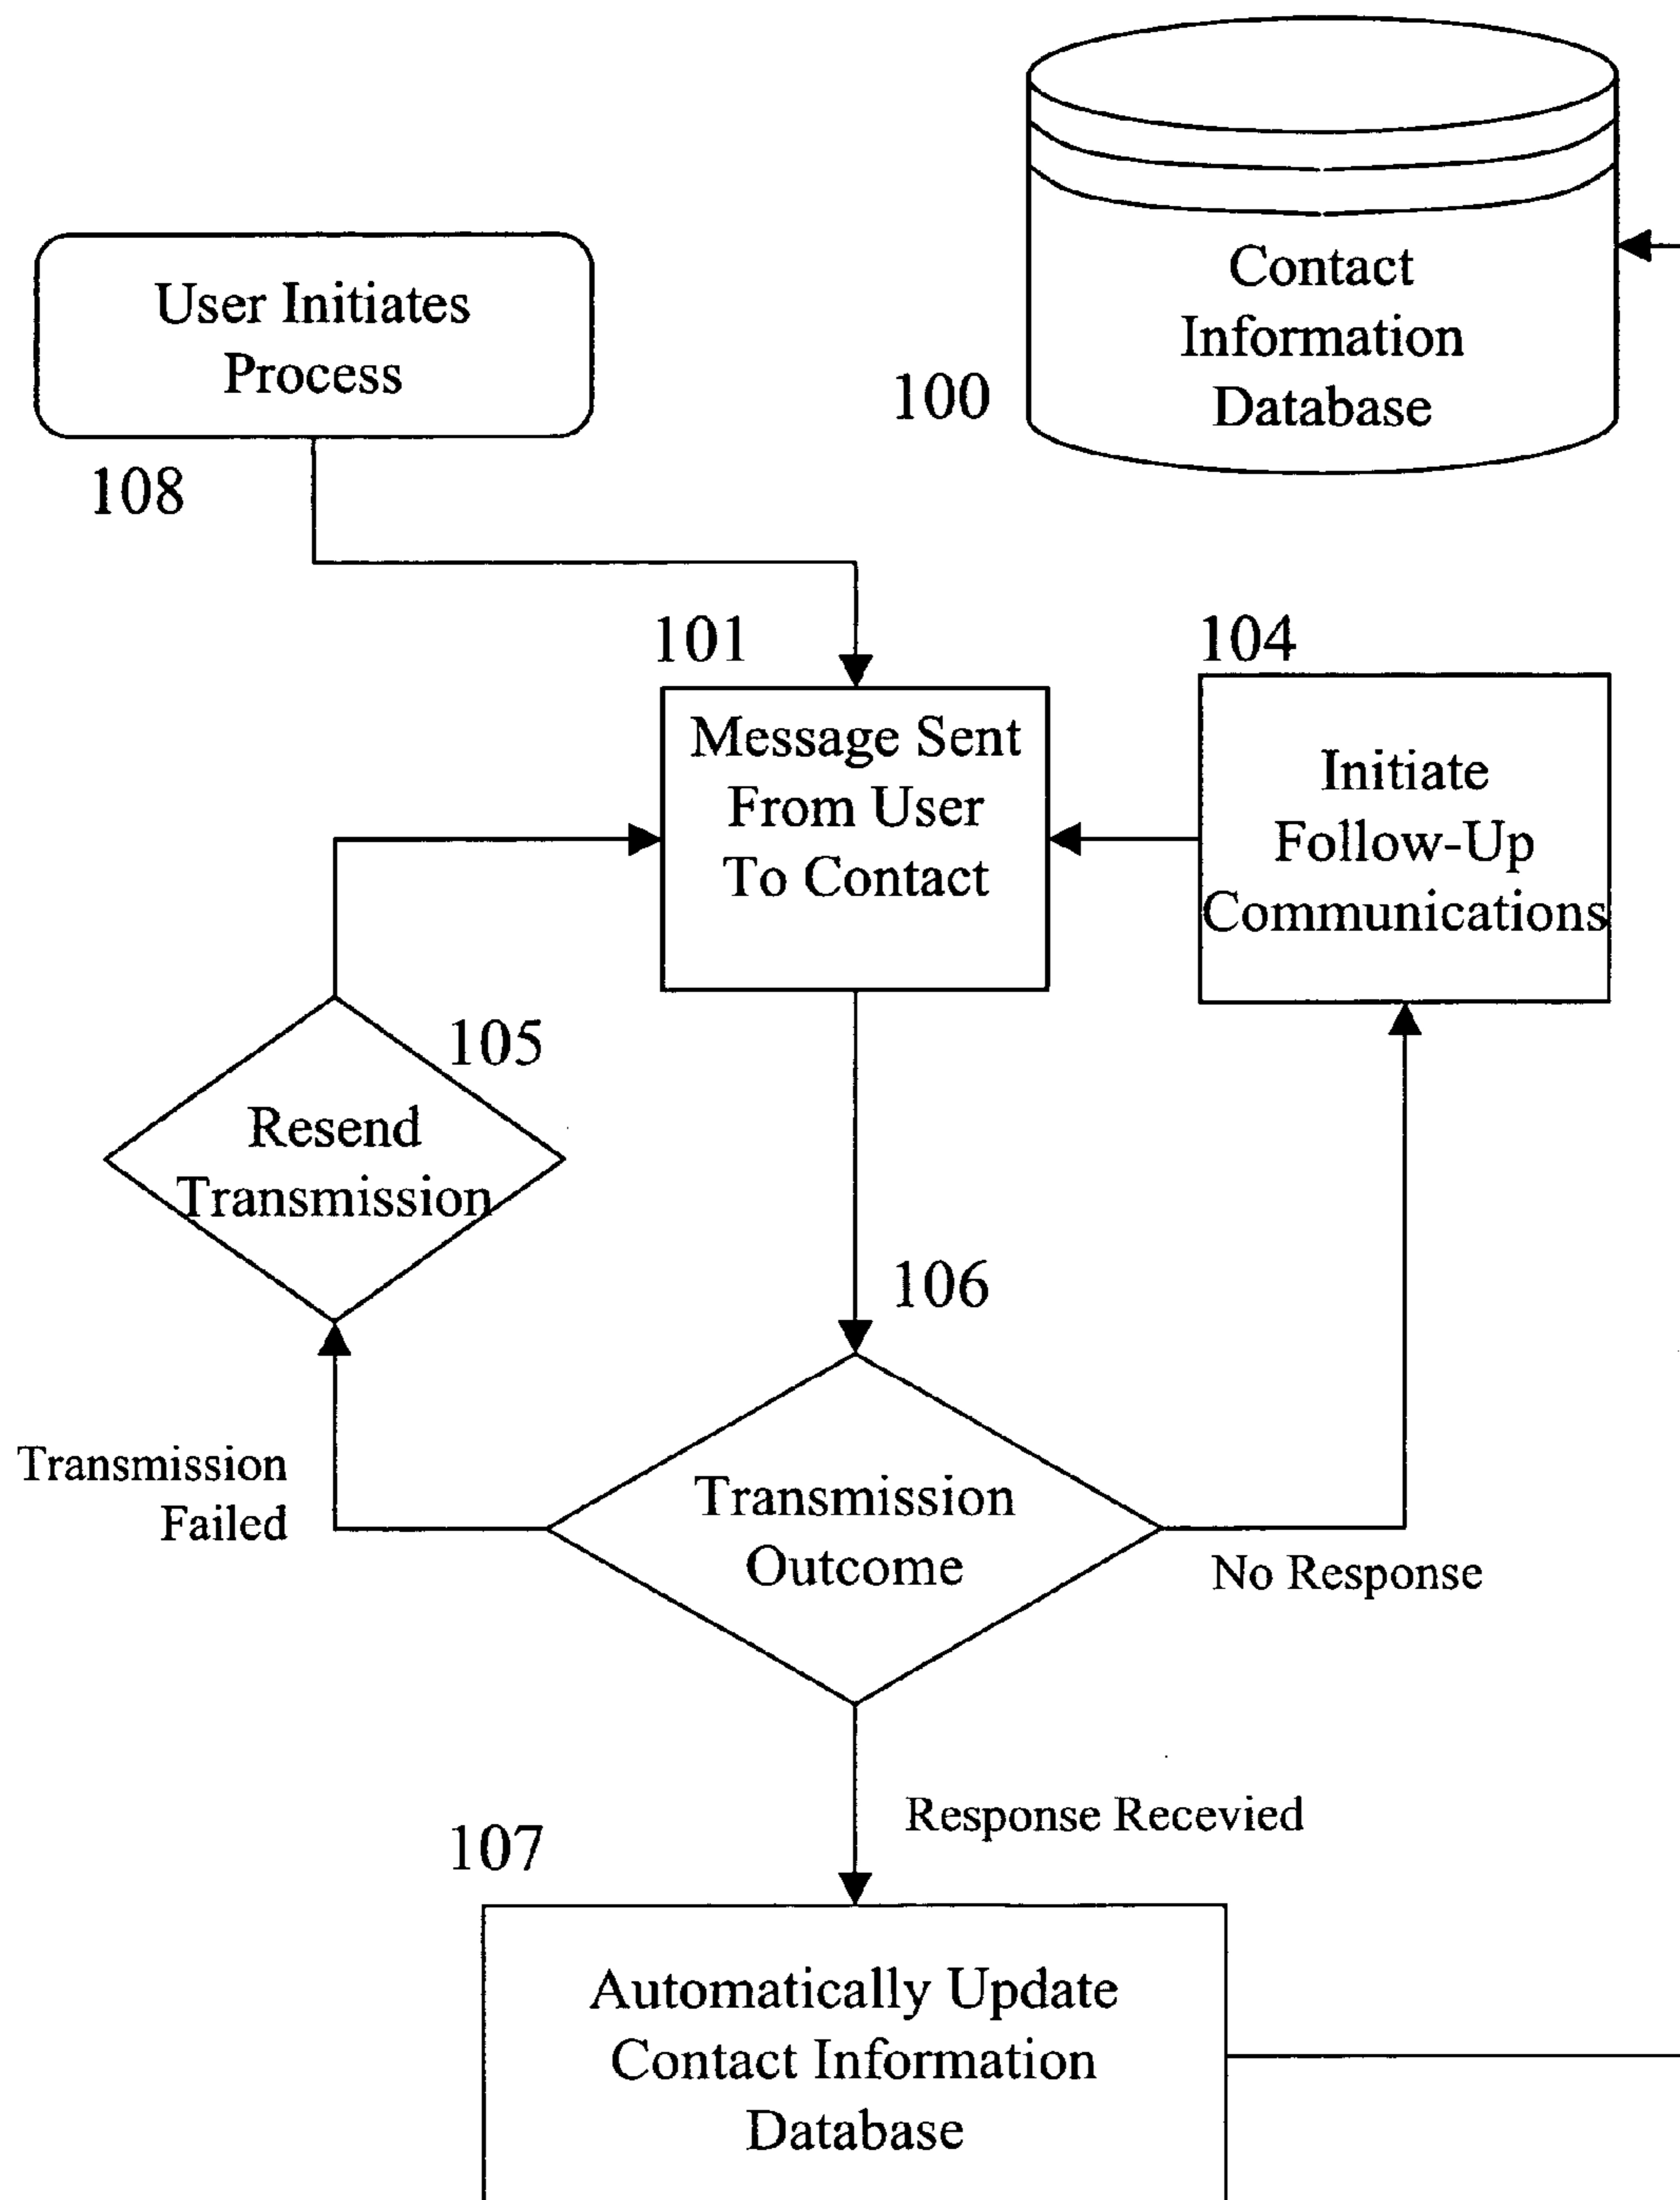 Contact
Information
Database
100
User Initiates
Process
108
101
Message Sent
From User
To Contact
104
Initiate
Follow-Up
Communications
105
Resend
Transmission
106
Transmission
Failed
Transmission
Outcome
No Response
Response Recevied
107
Automatically Update
Contact Information
Database